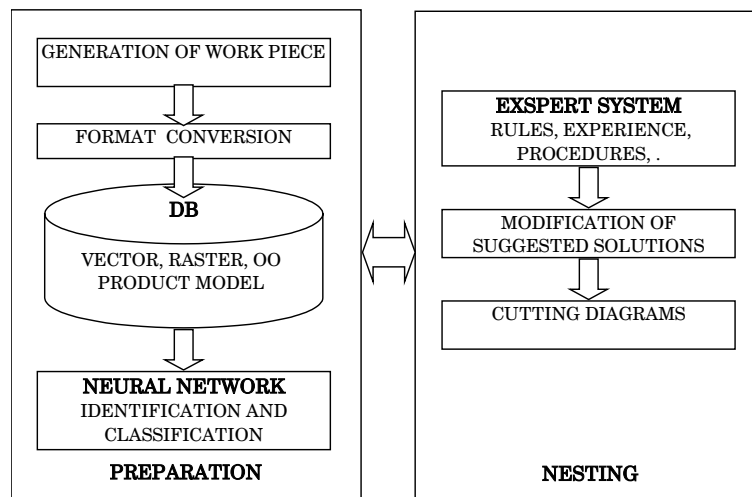 GENERATION OF WORK PIECE
FORMAT CONVERSION
DB
VECTOR, RASTER, OO
PRODUCT MODEL
NEURAL NETWORK
IDENTIFICATION AND
CLASSIFICATION
PREPARATION
EXSPERT SYSTEM
RULES, EXPERIENCE,
PROCEDURES, .
MODIFICATION OF
SUGGESTED SOLUTIONS
CUTTING DIAGRAMS
NESTING